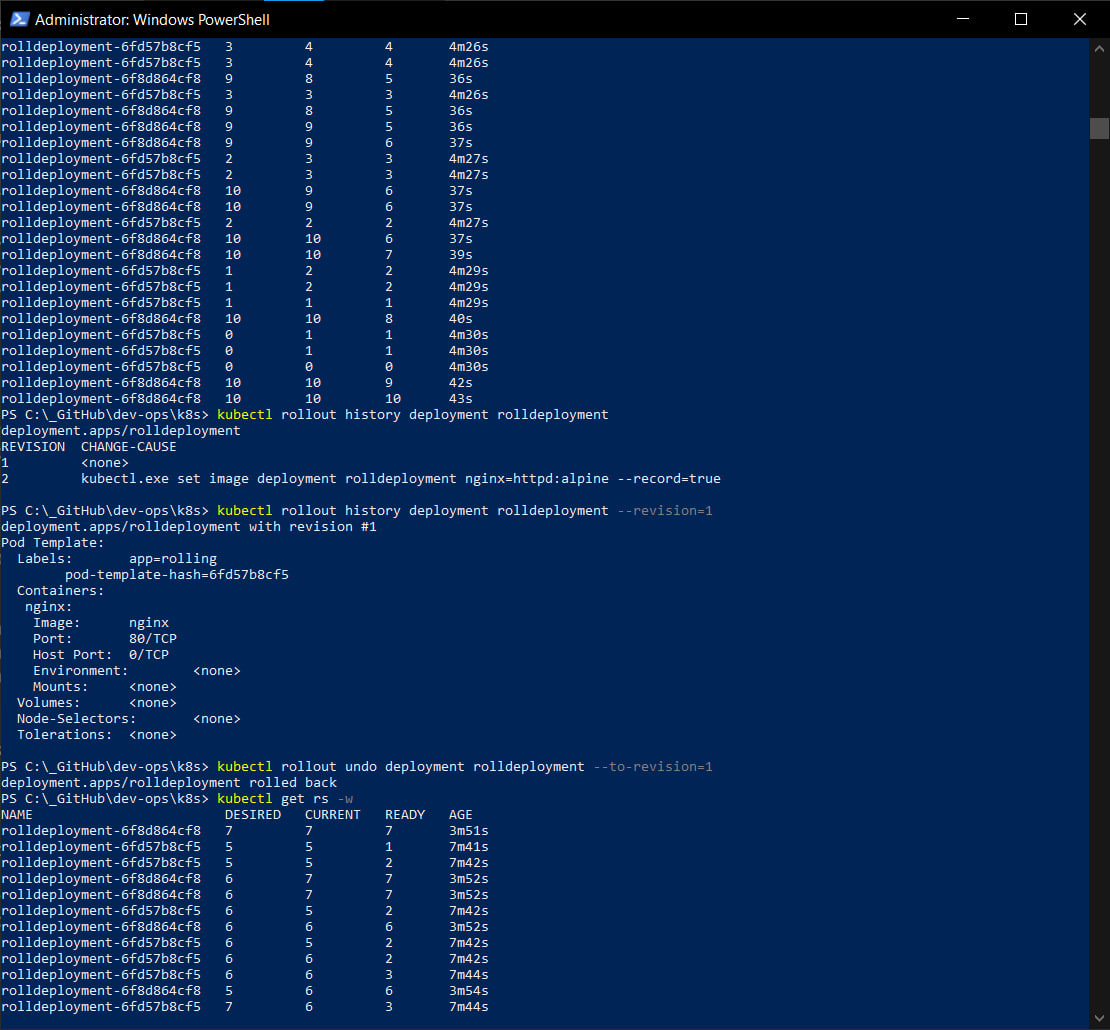 Administrator: Windows PowerShell
rolldeployment-6fd57b8cf5   3         4         4       4m26s
rolldeployment-6fd57b8cf5   3         4         4       4m26s
rolldeployment-6f8d864cf8   9         8         5       36s
rolldeployment-6fd57b8cf5   3         3         3       4m26s
rolldeployment-6f8d864cf8   9         8         5       36s
rolldeployment-6f8d864cf8   9         9         5       36s
rolldeployment-6f8d864cf8   9         9         6       37s
rolldeployment-6fd57b8cf5   2         3         3       4m27s
rolldeployment-6fd57b8cf5   2         3         3       4m27s
rolldeployment-6f8d864cf8   10        9         6       37s
rolldeployment-6f8d864cf8   10        9         6       37s
rolldeployment-6fd57b8cf5   2         2         2       4m27s
rolldeployment-6f8d864cf8   10        10        6       37s
rolldeployment-6f8d864cf8   10        10        7       39s
rolldeployment-6fd57b8cf5   1         2         2       4m29s
rolldeployment-6fd57b8cf5   1         2         2       4m29s
rolldeployment-6fd57b8cf5   1         1         1       4m29s
rolldeployment-6f8d864cf8   10        10        8       40s
rolldeployment-6fd57b8cf5   0         1         1       4m30s
rolldeployment-6fd57b8cf5   0         1         1       4m30s
rolldeployment-6fd57b8cf5   0         0         0       4m30s
rolldeployment-6f8d864cf8   10        10        9       42s
rolldeployment-6f8d864cf8   10        10        10      43s
PS C:\_GitHub\dev-ops\k8s> kubectl rollout history deployment rolldeployment
deployment.apps/rolldeployment
REVISION  CHANGE-CAUSE
1         <none>
2         kubectl.exe set image deployment rolldeployment nginx=httpd:alpine --record=true
PS C:\_GitHub\dev-ops\k8s> kubectl rollout history deployment rolldeployment --revision=1
deployment.apps/rolldeployment with revision #1
Pod Template:
  Labels:       app=rolling
        pod-template-hash=6fd57b8cf5
  Containers:
   nginx:
    Image:      nginx
    Port:       80/TCP
    Host Port:  0/TCP
    Environment:        <none>
    Mounts:     <none>
  Volumes:      <none>
  Node-Selectors:       <none>
  Tolerations:  <none>
PS C:\_GitHub\dev-ops\k8s> kubectl rollout undo deployment rolldeployment --to-revision=1
deployment.apps/rolldeployment rolled back
PS C:\_GitHub\dev-ops\k8s> kubectl get rs -w
NAME                        DESIRED   CURRENT   READY   AGE
rolldeployment-6f8d864cf8   7         7         7       3m51s
rolldeployment-6fd57b8cf5   5         5         1       7m41s
rolldeployment-6fd57b8cf5   5         5         2       7m42s
rolldeployment-6f8d864cf8   6         7         7       3m52s
rolldeployment-6f8d864cf8   6         7         7       3m52s
rolldeployment-6fd57b8cf5   6         5         2       7m42s
rolldeployment-6f8d864cf8   6         6         6       3m52s
rolldeployment-6fd57b8cf5   6         5         2       7m42s
rolldeployment-6fd57b8cf5   6         6         2       7m42s
rolldeployment-6fd57b8cf5   6         6         3       7m44s
rolldeployment-6f8d864cf8   5         6         6       3m54s
rolldeployment-6fd57b8cf5   7         6         3       7m44s